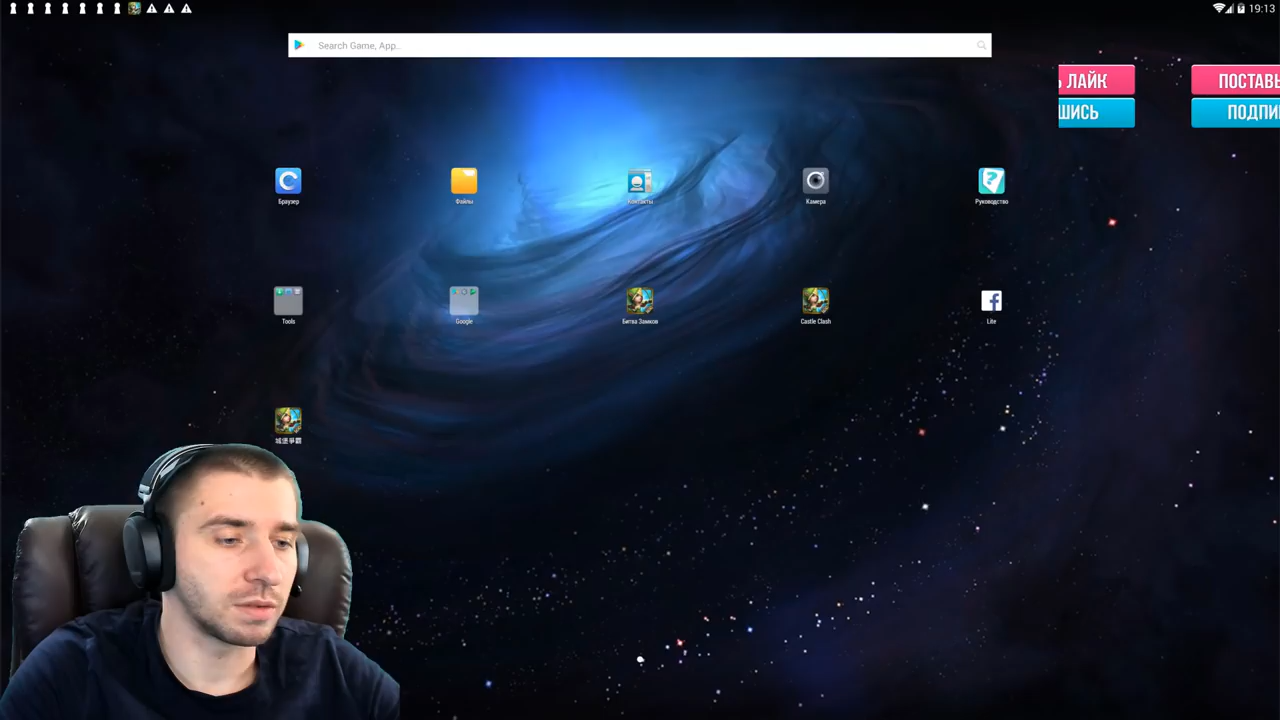 19:13
Search Game, App...
Ь ЛАЙК
ПОСТАВЬ
ШИСЬ
ПОДПИ
Браузер
Файлы
Контакты
Камера
Руководство
Tools
Google
Битва Замков
Castle Clash
Lite
城堡爭霸